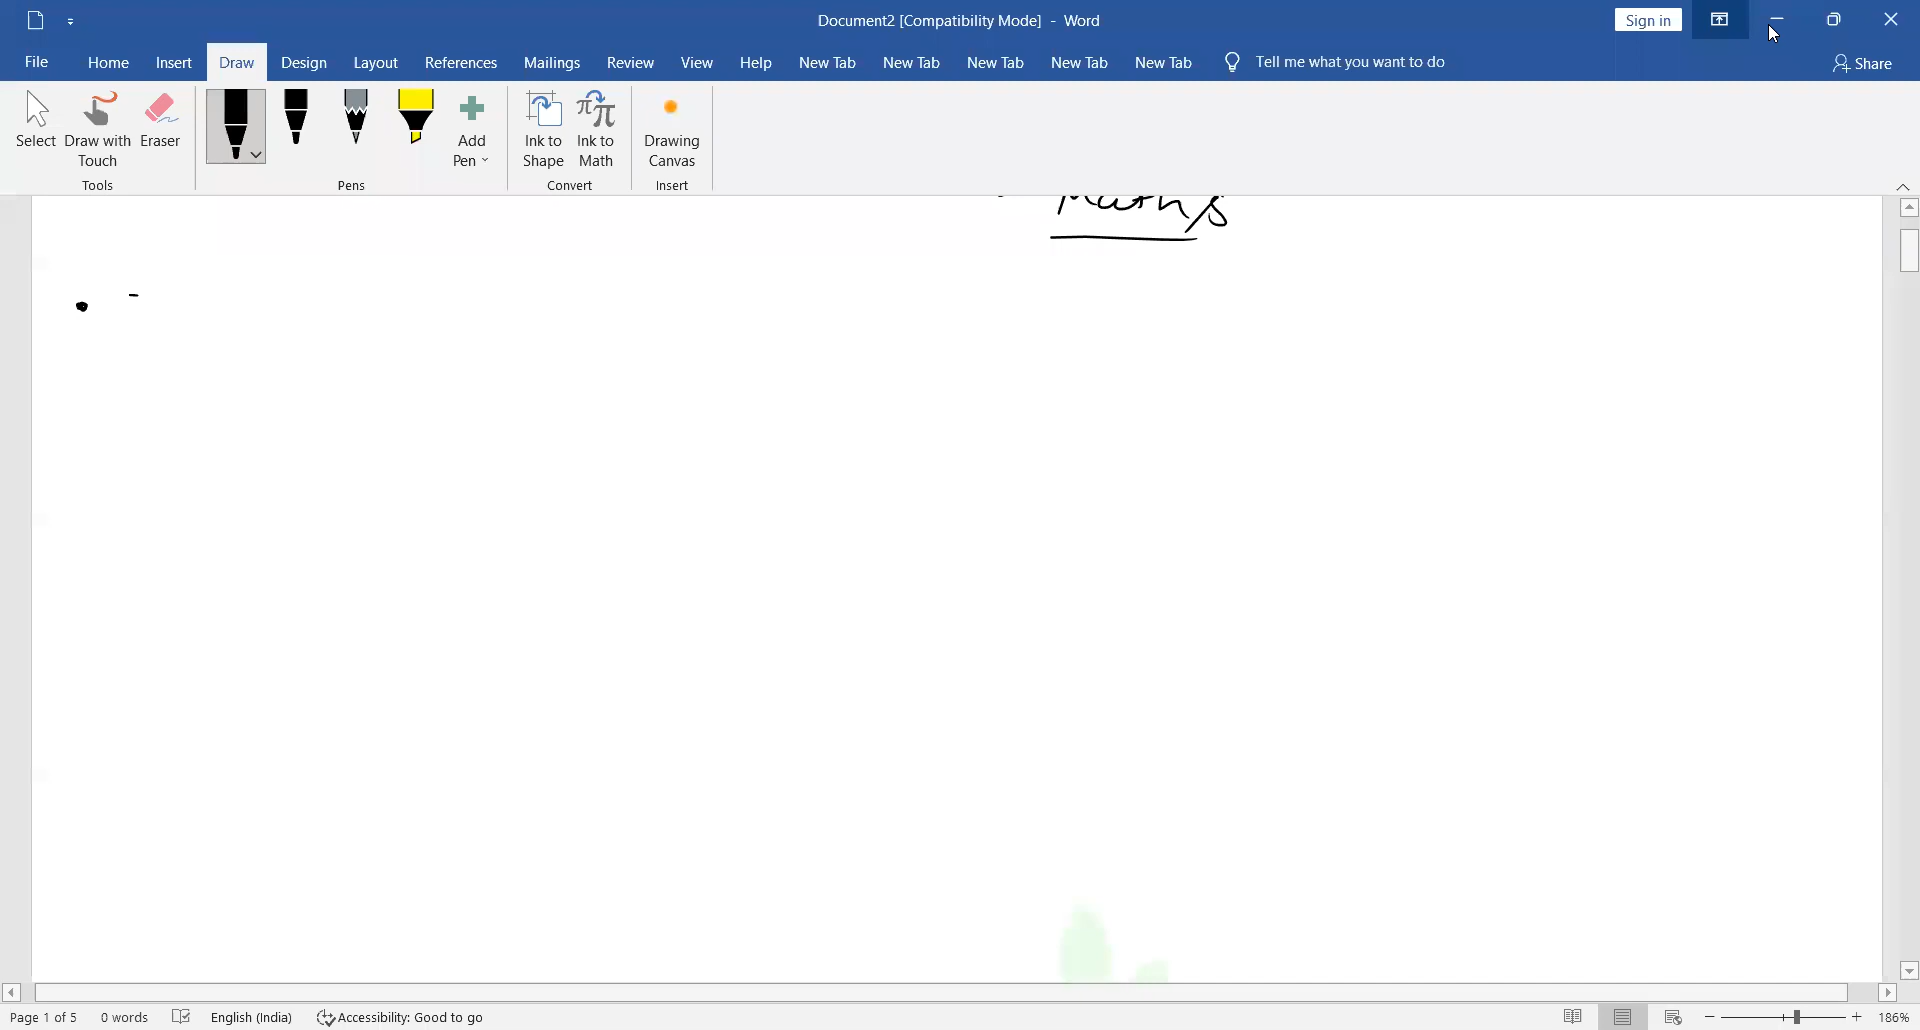 Document2 [Compatibility Mode] - Word
Sign in
File Home Insert Draw Design Layout References Mailings Review View Help New Tab New Tab New Tab New Tab New Tab Tell me what you want to do Share
Select Draw with Touch Eraser Add Pen Ink to Shape Ink to Math Drawing Canvas
Tools Pens Convert Insert
Maths
Page 1 of 5 0 words English (India) Accessibility: Good to go 186%